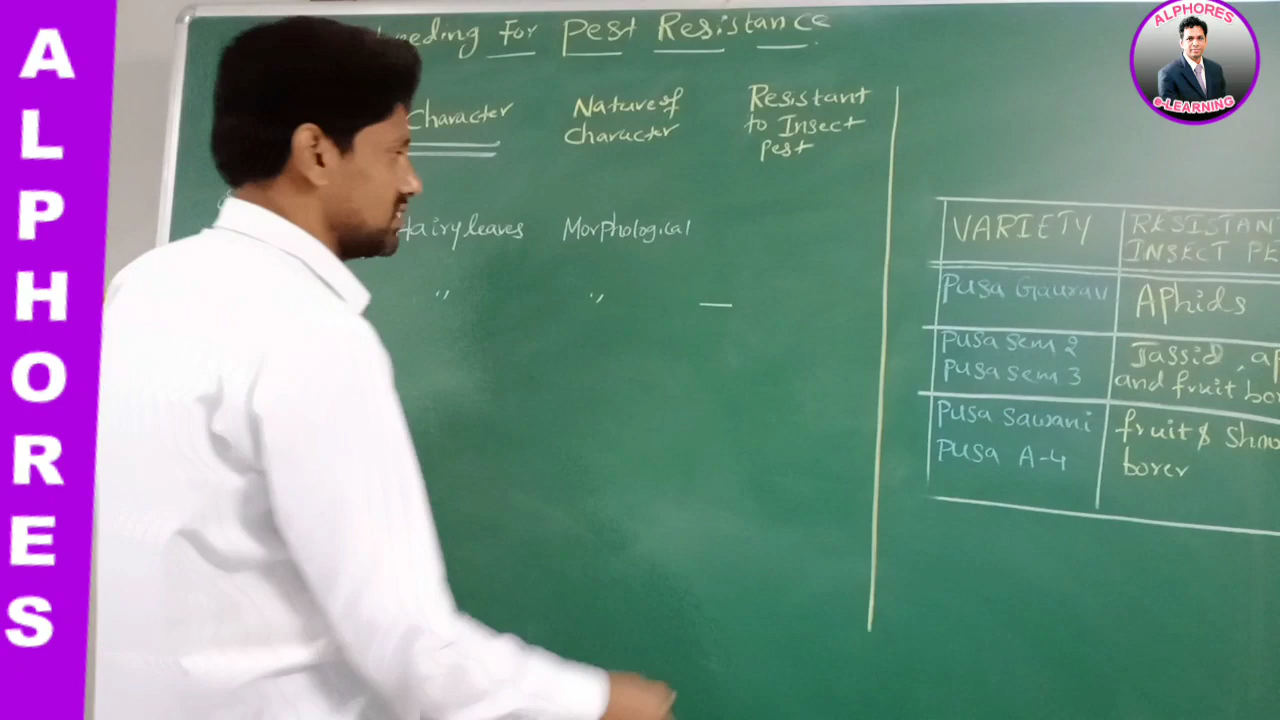 ALPHORES
eeding for Pest Resistance.
Character
Nature of
character
Resistant
to Insect
pest
Hairy leaves Morphological
" " —
VARIETY
RESISTAN
INSECT PE
Pusa Gaurav
Aphids
Pusa Sem 2
Pusa Sem 3
Jassid, ap
and fruit bor
Pusa Sawani
Pusa A-4
fruit & Shoo
borer
ALPHORES
e-LEARNING